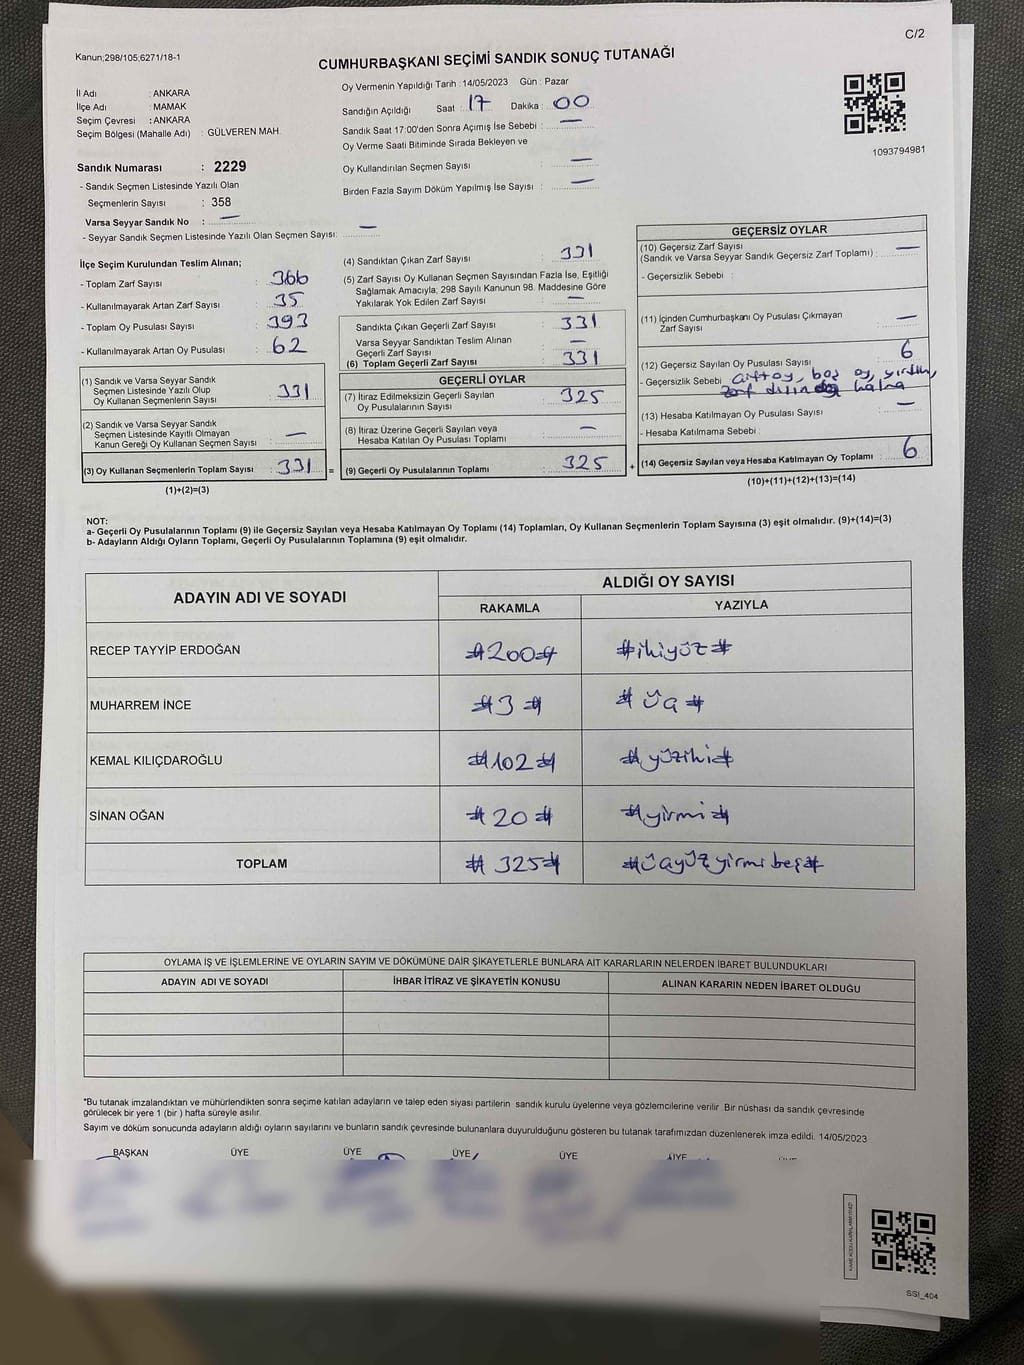 C/2
Kanun;298/105;6271/18-1
CUMHURBAŞKANI SEÇİMİ SANDIK SONUÇ TUTANAĞI
İl Adı : ANKARA
İlçe Adı : MAMAK
Seçim Çevresi : ANKARA
Seçim Bölgesi (Mahalle Adı) : GÜLVEREN MAH.
Oy Vermenin Yapıldığı Tarih : 14/05/2023 Gün : Pazar
Sandığın Açıldığı Saat : 17 Dakika : 00
Sandık Saat 17:00'den Sonra Açımış İse Sebebi : —
Oy Verme Saati Bitiminde Sırada Bekleyen ve
Oy Kullandırılan Seçmen Sayısı : —
Birden Fazla Sayım Döküm Yapılmış İse Sayısı : —
1093794981
Sandık Numarası : 2229
- Sandık Seçmen Listesinde Yazılı Olan
Seçmenlerin Sayısı : 358
Varsa Seyyar Sandık No : —
- Seyyar Sandık Seçmen Listesinde Yazılı Olan Seçmen Sayısı: —
İlçe Seçim Kurulundan Teslim Alınan;
- Toplam Zarf Sayısı : 366
- Kullanılmayarak Artan Zarf Sayısı : 35
- Toplam Oy Pusulası Sayısı : 393
- Kullanılmayarak Artan Oy Pusulası : 62
(1) Sandık ve Varsa Seyyar Sandık
Seçmen Listesinde Yazılı Olup
Oy Kullanan Seçmenlerin Sayısı : 331
(2) Sandık ve Varsa Seyyar Sandık
Seçmen Listesinde Kayıtlı Olmayan
Kanun Gereği Oy Kullanan Seçmen Sayısı : —
(3) Oy Kullanan Seçmenlerin Toplam Sayısı : 331 =
(1)+(2)=(3)
(4) Sandıktan Çıkan Zarf Sayısı : 331
(5) Zarf Sayısı Oy Kullanan Seçmen Sayısından Fazla İse, Eşitliği
Sağlamak Amacıyla; 298 Sayılı Kanunun 98. Maddesine Göre
Yakılarak Yok Edilen Zarf Sayısı : —
Sandıkta Çıkan Geçerli Zarf Sayısı : 331
Varsa Seyyar Sandıktan Teslim Alınan
Geçerli Zarf Sayısı : —
(6) Toplam Geçerli Zarf Sayısı : 331
GEÇERLİ OYLAR
(7) İtiraz Edilmeksizin Geçerli Sayılan
Oy Pusulalarının Sayısı : 325
(8) İtiraz Üzerine Geçerli Sayılan veya
Hesaba Katılan Oy Pusulası Toplamı : —
(9) Geçerli Oy Pusulalarının Toplamı : 325 +
GEÇERSİZ OYLAR
(10) Geçersiz Zarf Sayısı
(Sandık ve Varsa Seyyar Sandık Geçersiz Zarf Toplamı) : —
- Geçersizlik Sebebi :
(11) İçinden Cumhurbaşkanı Oy Pusulası Çıkmayan
Zarf Sayısı : —
(12) Geçersiz Sayılan Oy Pusulası Sayısı : 6
- Geçersizlik Sebebi : çift oy, boş oy, yırtık,
(13) Hesaba Katılmayan Oy Pusulası Sayısı : —
- Hesaba Katılmama Sebebi :
(14) Geçersiz Sayılan veya Hesaba Katılmayan Oy Toplamı : 6
(10)+(11)+(12)+(13)=(14)
NOT:
a- Geçerli Oy Pusulalarının Toplamı (9) ile Geçersiz Sayılan veya Hesaba Katılmayan Oy Toplamı (14) Toplamları, Oy Kullanan Seçmenlerin Toplam Sayısına (3) eşit olmalıdır. (9)+(14)=(3)
b- Adayların Aldığı Oyların Toplamı, Geçerli Oy Pusulalarının Toplamına (9) eşit olmalıdır.
ADAYIN ADI VE SOYADI
ALDIĞI OY SAYISI
RAKAMLA YAZIYLA
RECEP TAYYİP ERDOĞAN #200# #ikiyüz#
MUHARREM İNCE #3# #üç#
KEMAL KILIÇDAROĞLU #102# #yüziki#
SİNAN OĞAN #20# #yirmi#
TOPLAM #325# #üçyüzyirmibeş#
OYLAMA İŞ VE İŞLEMLERİNE VE OYLARIN SAYIM VE DÖKÜMÜNE DAİR ŞİKAYETLERLE BUNLARA AİT KARARLARIN NELERDEN İBARET BULUNDUKLARI
ADAYIN ADI VE SOYADI İHBAR İTİRAZ VE ŞİKAYETİN KONUSU ALINAN KARARIN NEDEN İBARET OLDUĞU
*Bu tutanak imzalandıktan ve mühürlendikten sonra seçime katılan adayların ve talep eden siyasi partilerin sandık kurulu üyelerine veya gözlemcilerine verilir. Bir nüshası da sandık çevresinde
görülecek bir yere 1 (bir ) hafta süreyle asılır.
Sayım ve döküm sonucunda adayların aldığı oyların sayılarını ve bunların sandık çevresinde bulunanlara duyurulduğunu gösteren bu tutanak tarafımızdan düzenlenerek imza edildi. 14/05/2023
BAŞKAN ÜYE ÜYE ÜYE ÜYE ÜYE
SSI_404